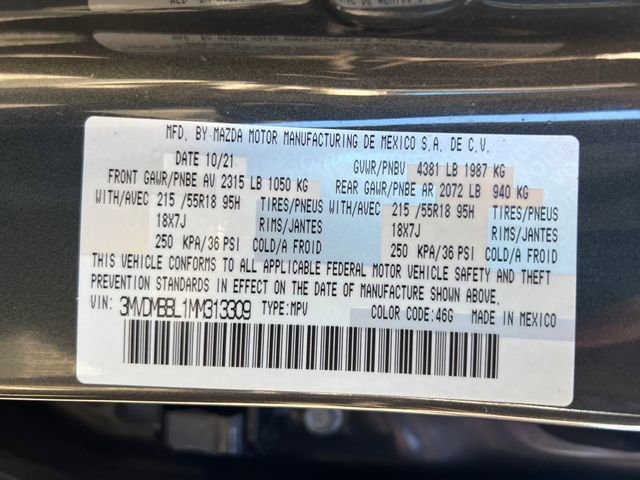 MFD. BY MAZDA MOTOR MANUFACTURING DE MEXICO S.A. DE C.V.
DATE 10/21 GVWR/PNBV 4381 LB 1987 KG
FRONT GAWR/PNBE AV 2315 LB 1050 KG REAR GAWR/PNBE AR 2072 LB 940 KG
WITH/AVEC 215 /55R18 95H TIRES/PNEUS WITH/AVEC 215 /55R18 95H TIRES/PNEUS
18X7J RIMS/JANTES 18X7J RIMS/JANTES
250 KPA/36 PSI COLD/A FROID 250 KPA/36 PSI COLD/A FROID
THIS VEHICLE CONFORMS TO ALL APPLICABLE FEDERAL MOTOR VEHICLE SAFETY AND THEFT
PREVENTION STANDARDS IN EFFECT ON THE DATE OF MANUFACTURE SHOWN ABOVE.
VIN: 3MVDMBBL1MM313309 TYPE:MPV COLOR CODE:46G MADE IN MEXICO